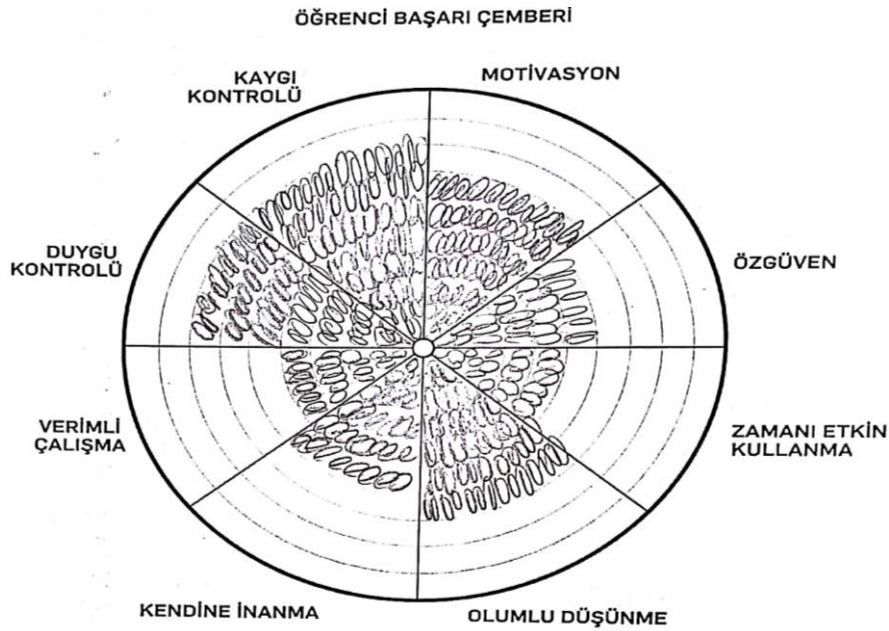 ÖĞRENCİ BAŞARI ÇEMBERİ
KAYGI
KONTROLÜ
MOTİVASYON
DUYGU
KONTROLÜ
ÖZGÜVEN
VERİMLİ
ÇALIŞMA
ZAMANI ETKİN
KULLANMA
KENDİNE İNANMA
OLUMLU DÜŞÜNME